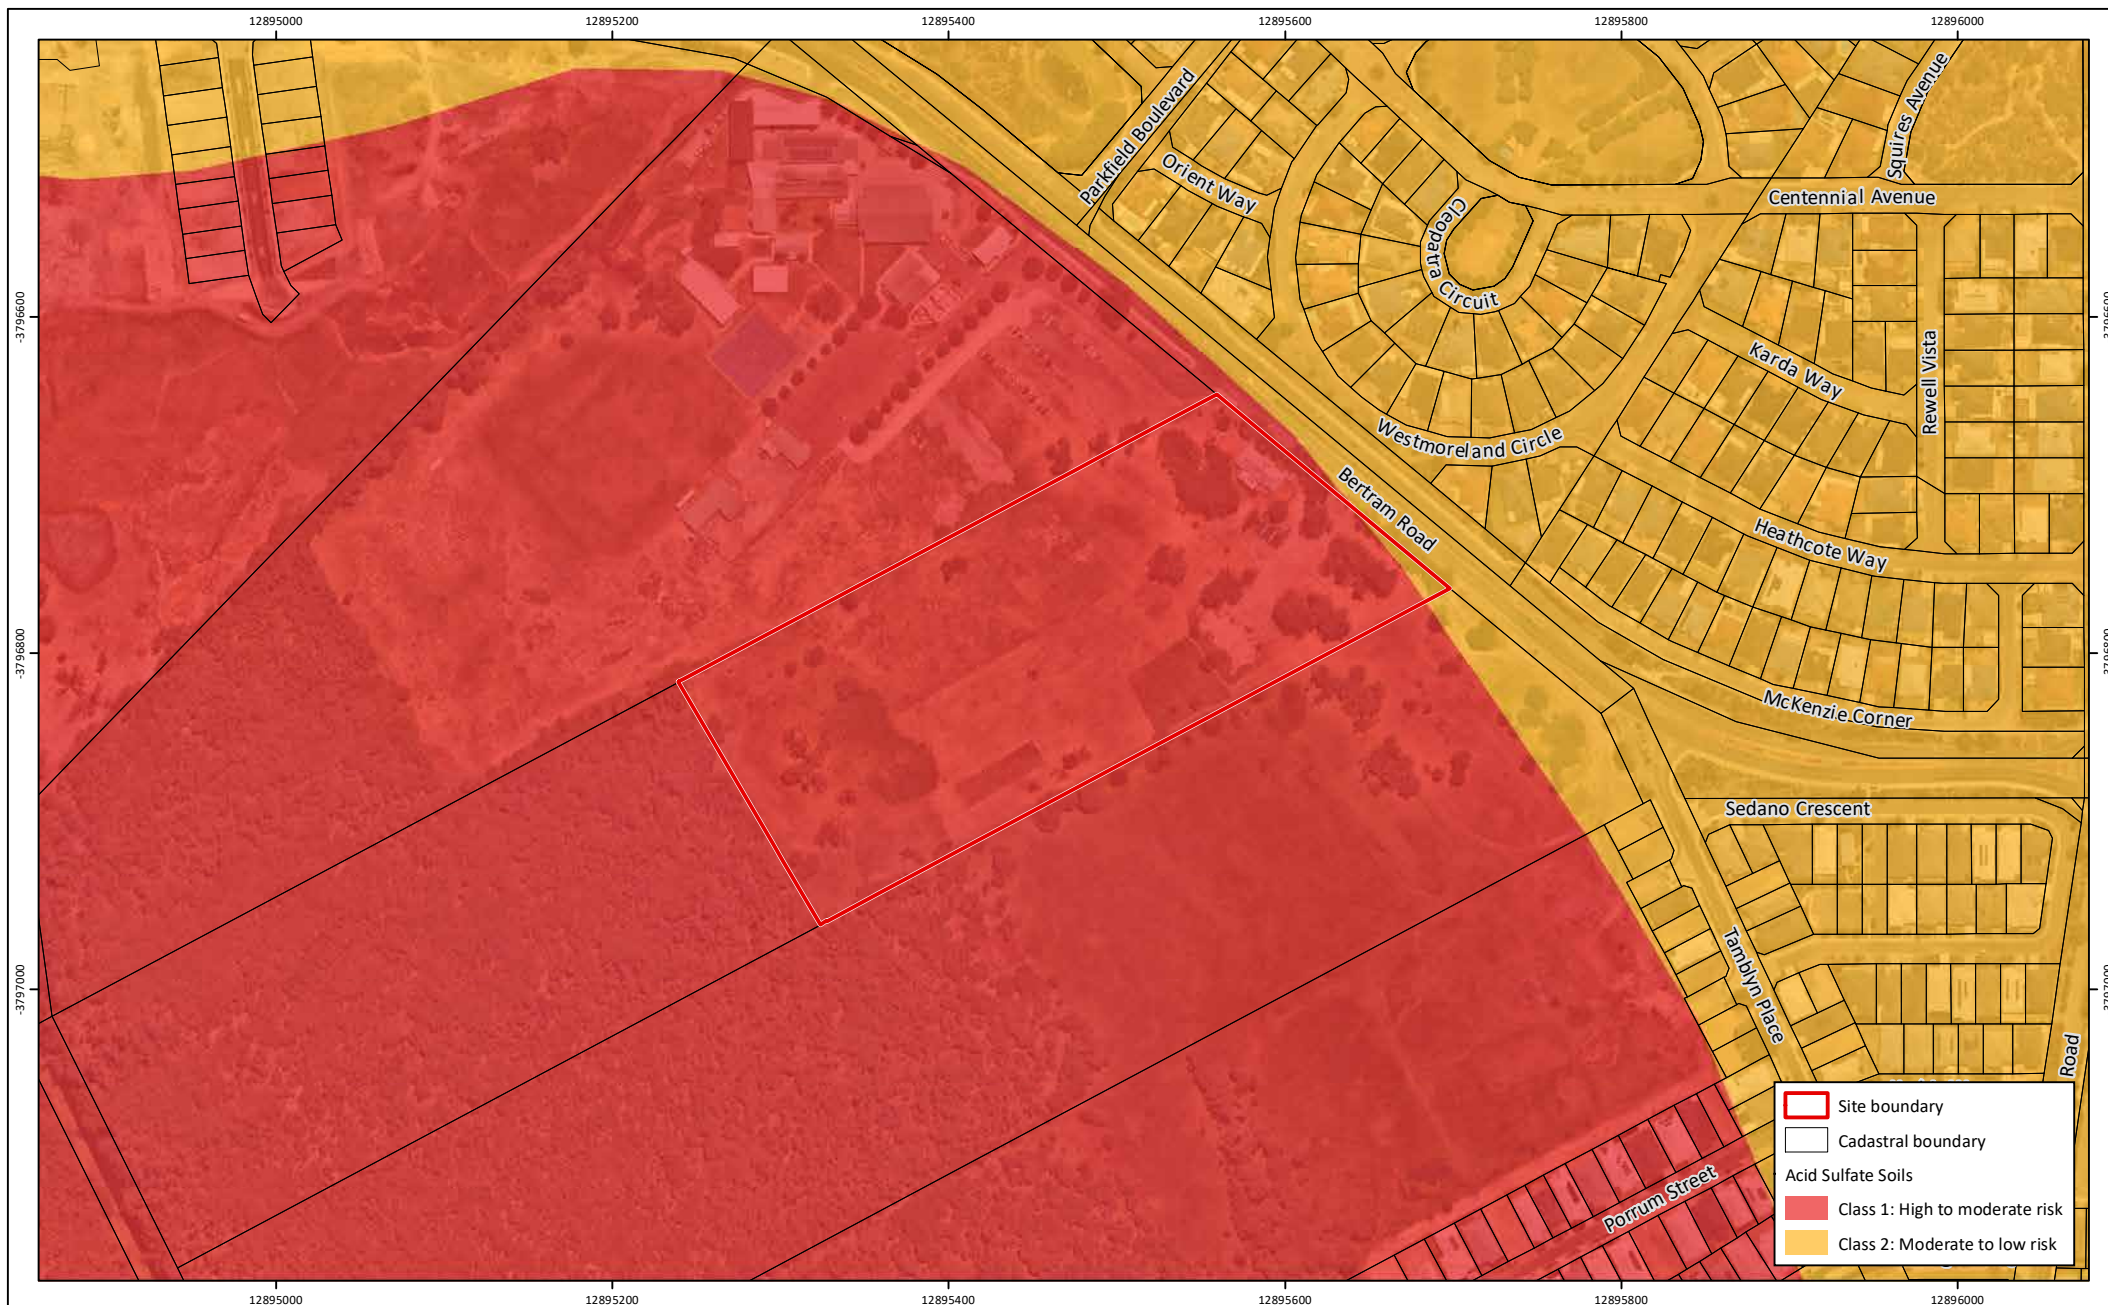 12895000
12895200
12895400
12895600
12895800
12896000
Parkfield Boulevard
Squires Avenue
Orient Way
Centennial Avenue
Cleopatra Circuit
-3796600
-3796600
Karda Way
Rewell Vista
Westmoreland Circle
Bertram Road
Heathcote Way
-3796800
-3796800
McKenzie Corner
Sedano Crescent
Tamblyn Place
-3797000
-3797000
Road
Porrum Street
Site boundary
Cadastral boundary
Acid Sulfate Soils
Class 1: High to moderate risk
Class 2: Moderate to low risk
12895000
12895200
12895400
12895600
12895800
12896000